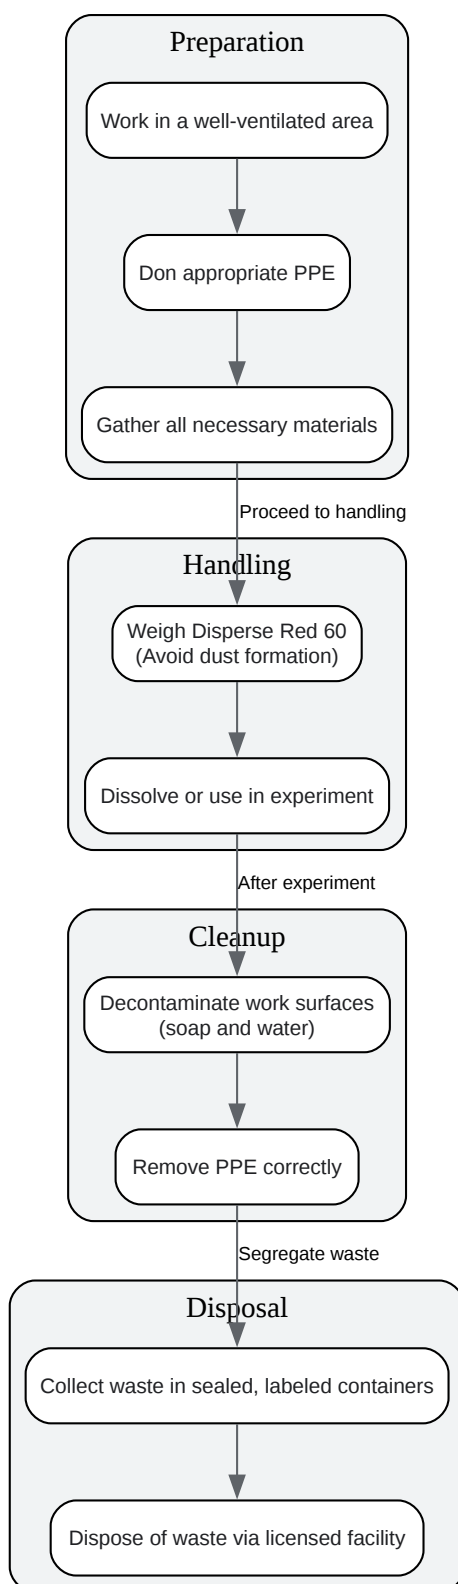 Preparation
Work in a well-ventilated area
Don appropriate PPE
Gather all necessary materials
Proceed to handling
Handling
Weigh Disperse Red 60
(Avoid dust formation)
Dissolve or use in experiment
After experiment
Cleanup
Decontaminate work surfaces
(soap and water)
Remove PPE correctly
Segregate waste
Disposal
Collect waste in sealed, labeled containers
Dispose of waste via licensed facility